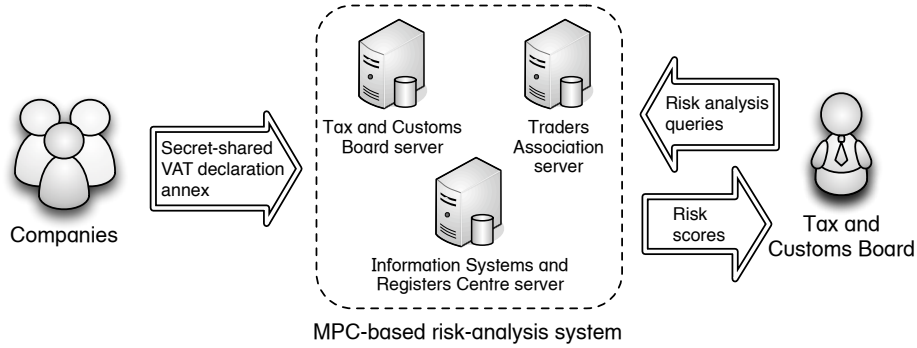 Companies
Secret-shared
VAT declaration
annex
Tax and Customs
Board server
Traders
Association
server
Information Systems and
Registers Centre server
MPC-based risk-analysis system
Risk analysis
queries
Risk
scores
Tax and
Customs Board